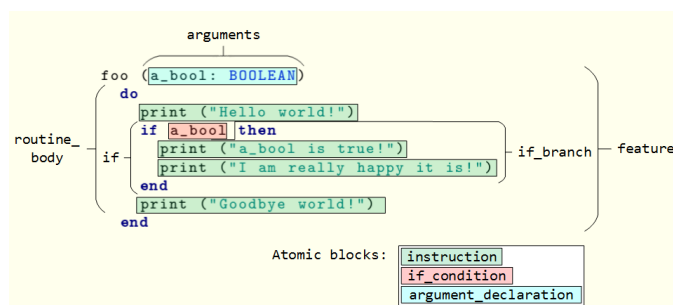 arguments
foo (a_bool: BOOLEAN)
do
print ("Hello world!")
if a_bool then
print ("a_bool is true!")
print ("I am really happy it is!")
end
print ("Goodbye world!")
end
routine_
body
if
if_branch
feature
Atomic blocks:
instruction
if_condition
argument_declaration